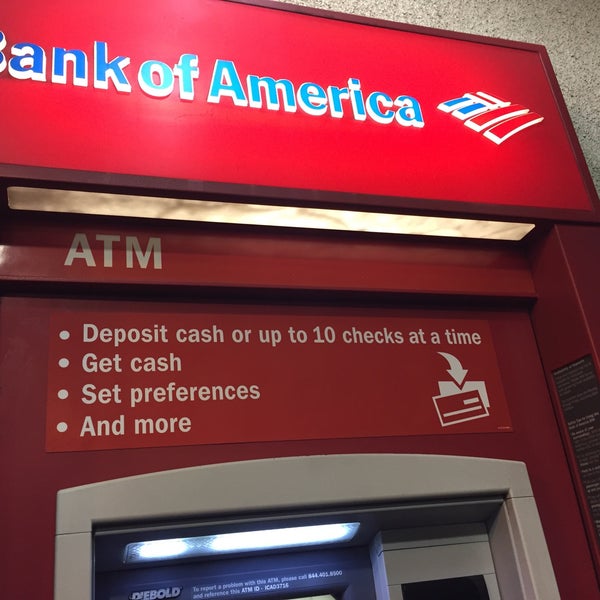 Bank of America
ATM
• Deposit cash or up to 10 checks at a time
• Get cash
• Set preferences
• And more
DIEBOLD
To report a problem with this ATM, please call 844.401.8500
and reference this ATM ID - ICAD3716